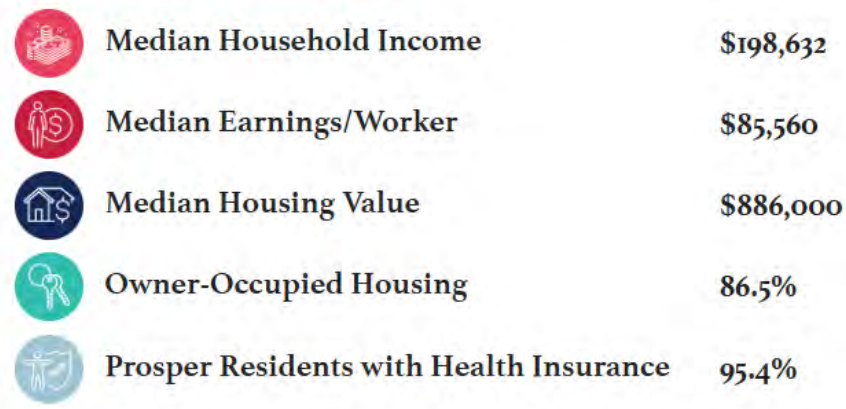 Median Household Income $198,632
Median Earnings/Worker $85,560
Median Housing Value $886,000
Owner-Occupied Housing 86.5%
Prosper Residents with Health Insurance 95.4%